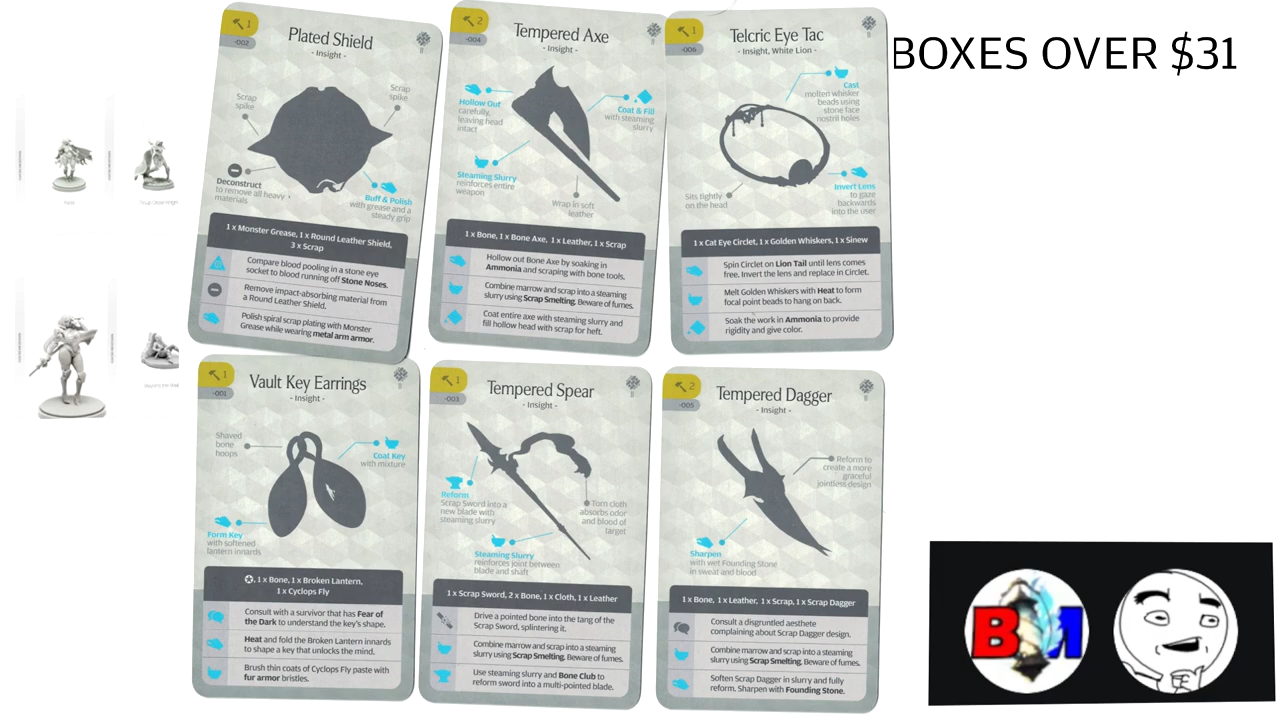 BOXES OVER $31
1
-002
Plated Shield
- Insight -
II
Scrap
spike
Scrap
spike
Deconstruct
to remove all heavy
materials
Buff & Polish
with grease and a
steady grip
1 x Monster Grease, 1 x Round Leather Shield,
3 x Scrap
Compare blood pooling in a stone eye
socket to blood running off Stone Noses.
Remove impact-absorbing material from
a Round Leather Shield.
Polish spiral scrap plating with Monster
Grease while wearing metal arm armor.
2
-004
Tempered Axe
- Insight -
II
Hollow Out
carefully,
leaving head
intact
Coat & Fill
with steaming
slurry
Steaming Slurry
reinforces entire
weapon
Wrap in soft
leather
1 x Bone, 1 x Bone Axe, 1 x Leather, 1 x Scrap
Hollow out Bone Axe by soaking in
Ammonia and scraping with bone tools.
Combine marrow and scrap into a steaming
slurry using Scrap Smelting. Beware of fumes.
Coat entire axe with steaming slurry and
fill hollow head with scrap for heft.
1
-006
Telcric Eye Tac
- Insight, White Lion -
II
Cast
molten whisker
beads using
stone face
nostril holes
Sits tightly
on the head
Invert Lens
to gaze
backwards
into the user
1 x Cat Eye Circlet, 1 x Golden Whiskers, 1 x Sinew
Spin Circlet on Lion Tail until lens comes
free. Invert the lens and replace in Circlet.
Melt Golden Whiskers with Heat to form
focal point beads to hang on back.
Soak the work in Ammonia to provide
rigidity and give color.
1
-001
Vault Key Earrings
- Insight -
II
Shaved
bone
hoops
Coat Key
with mixture
Form Key
with softened
lantern innards
, 1 x Bone, 1 x Broken Lantern,
1 x Cyclops Fly
Consult with a survivor that has Fear of
the Dark to understand the key's shape.
Heat and fold the Broken Lantern innards
to shape a key that unlocks the mind.
Brush thin coats of Cyclops Fly paste with
fur armor bristles.
1
-003
Tempered Spear
- Insight -
II
Reform
Scrap Sword into a
new blade with
steaming slurry
Torn cloth
absorbs odor
and blood of
target
Steaming Slurry
reinforces joint between
blade and shaft
1 x Scrap Sword, 2 x Bone, 1 x Cloth, 1 x Leather
Drive a pointed bone into the tang of the
Scrap Sword, splintering it.
Combine marrow and scrap into a steaming
slurry using Scrap Smelting. Beware of fumes.
Use steaming slurry and Bone Club to
reform sword into a multi-pointed blade.
2
-005
Tempered Dagger
- Insight -
II
Reform to
create a more
graceful
jointless design
Sharpen
with wet Founding Stone
in sweat and blood
1 x Bone, 1 x Leather, 1 x Scrap, 1 x Scrap Dagger
Consult a disgruntled aesthete
complaining about Scrap Dagger design.
Combine marrow and scrap into a steaming
slurry using Scrap Smelting. Beware of fumes.
Soften Scrap Dagger in slurry and fully
reform. Sharpen with Founding Stone.